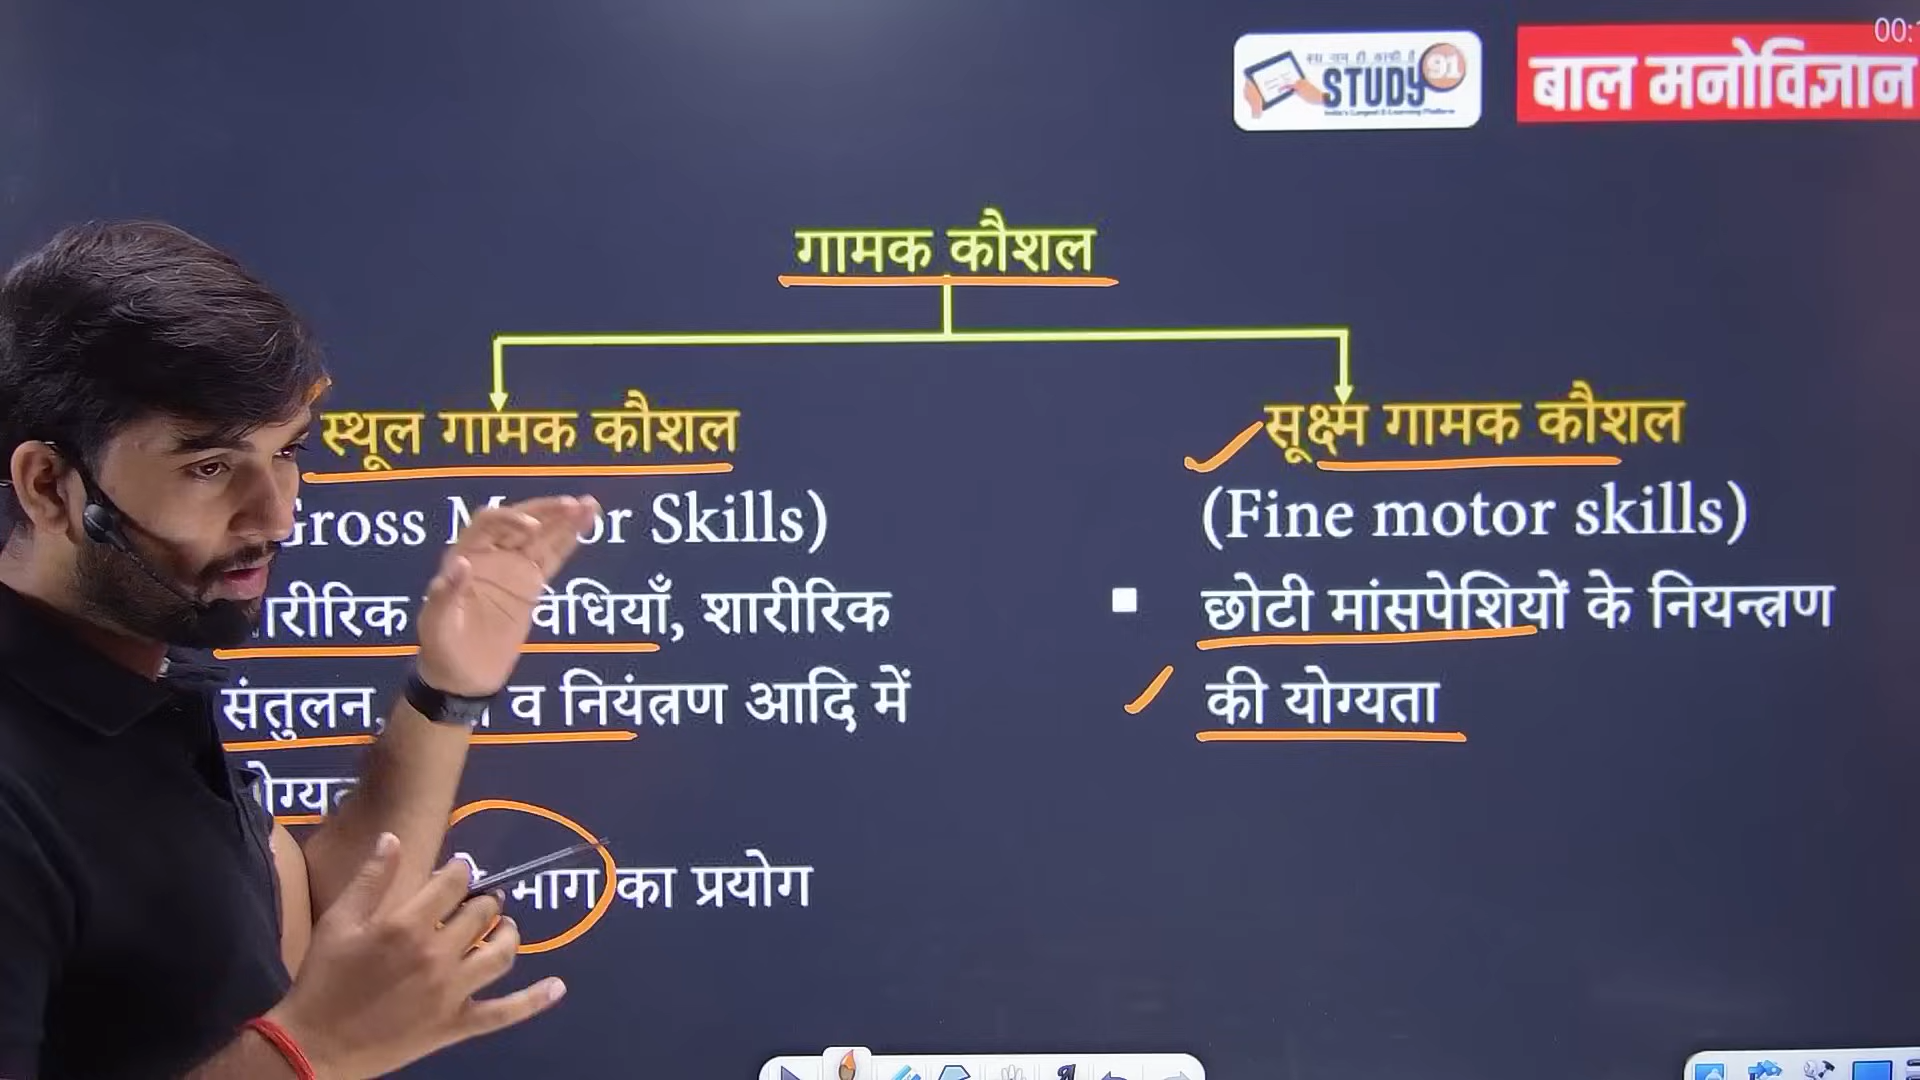 00:
STUDY 91
बाल मनोविज्ञान
गामक कौशल
स्थूल गामक कौशल
Skills)
शारीरिक
संतुलन, व नियंत्रण आदि में
भाग का प्रयोग
सूक्ष्म गामक कौशल
(Fine motor skills)
छोटी मांसपेशियों के नियन्त्रण
की योग्यता